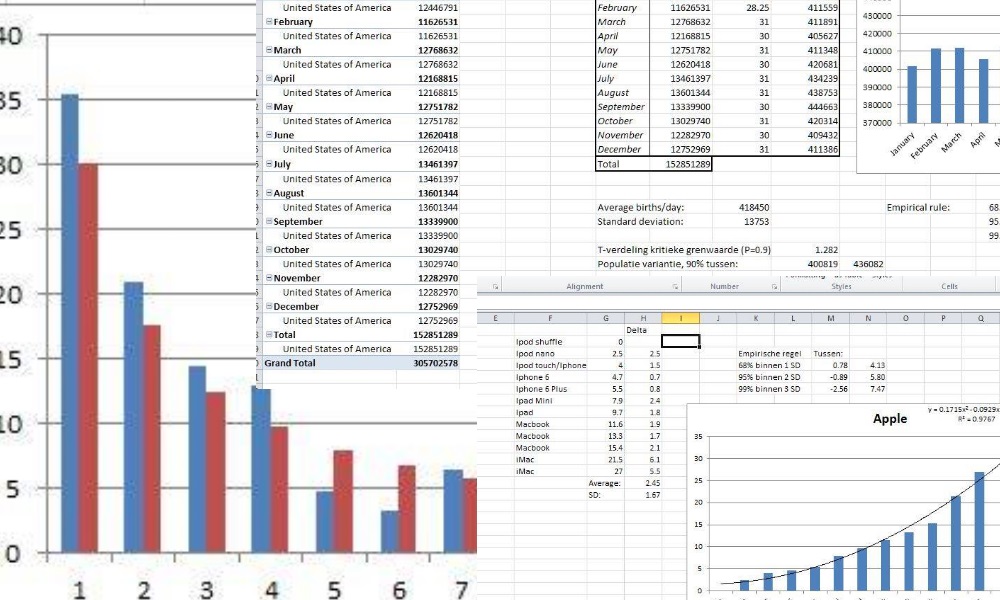 40
35
30
25
20
15
10
5
0
1 2 3 4 5 6 7
United States of America 12446791
February 11626531
United States of America 11626531
March 12768632
United States of America 12768632
April 12168815
United States of America 12168815
May 12751782
United States of America 12751782
June 12620418
United States of America 12620418
July 13461397
United States of America 13461397
August 13601344
United States of America 13601344
September 13339900
United States of America 13339900
October 13029740
United States of America 13029740
November 12282970
United States of America 12282970
December 12752969
United States of America 12752969
Total 152851289
United States of America 152851289
Grand Total 305702578
February 11626531 28.25 411559
March 12768632 31 411891
April 12168815 30 405627
May 12751782 31 411348
June 12620418 30 420681
July 13461397 31 434239
August 13601344 31 438753
September 13339900 30 444663
October 13029740 31 420314
November 12282970 30 409432
December 12752969 31 411386
Total 152851289
Average births/day: 418450
Standard deviation: 13753
T-verdeling kritieke grenwaarde (P=0.9) 1.282
Populatie variantie, 90% tussen: 400819 436082
Empirical rule: 68.
95
99
430000
420000
410000
400000
390000
380000
370000
January February March April
Alignment Number Styles Cells
E F G H I J K L M N O P Q
Delta
Ipod shuffle 0
Ipod nano 2.5 2.5
Ipod touch/Iphone 4 1.5
Iphone 6 4.7 0.7
Iphone 6 Plus 5.5 0.8
Ipad Mini 7.9 2.4
Ipad 9.7 1.8
Macbook 11.6 1.9
Macbook 13.3 1.7
Macbook 15.4 2.1
iMac 21.5 6.1
iMac 27 5.5
Average: 2.45
SD: 1.67
Empirische regel Tussen:
68% binnen 1 SD 0.78 4.13
95% binnen 2 SD -0.89 5.80
99% binnen 3 SD -2.56 7.47
Apple
y = 0.1715x² - 0.0929x
R² = 0.9767
35
30
25
20
15
10
5
0